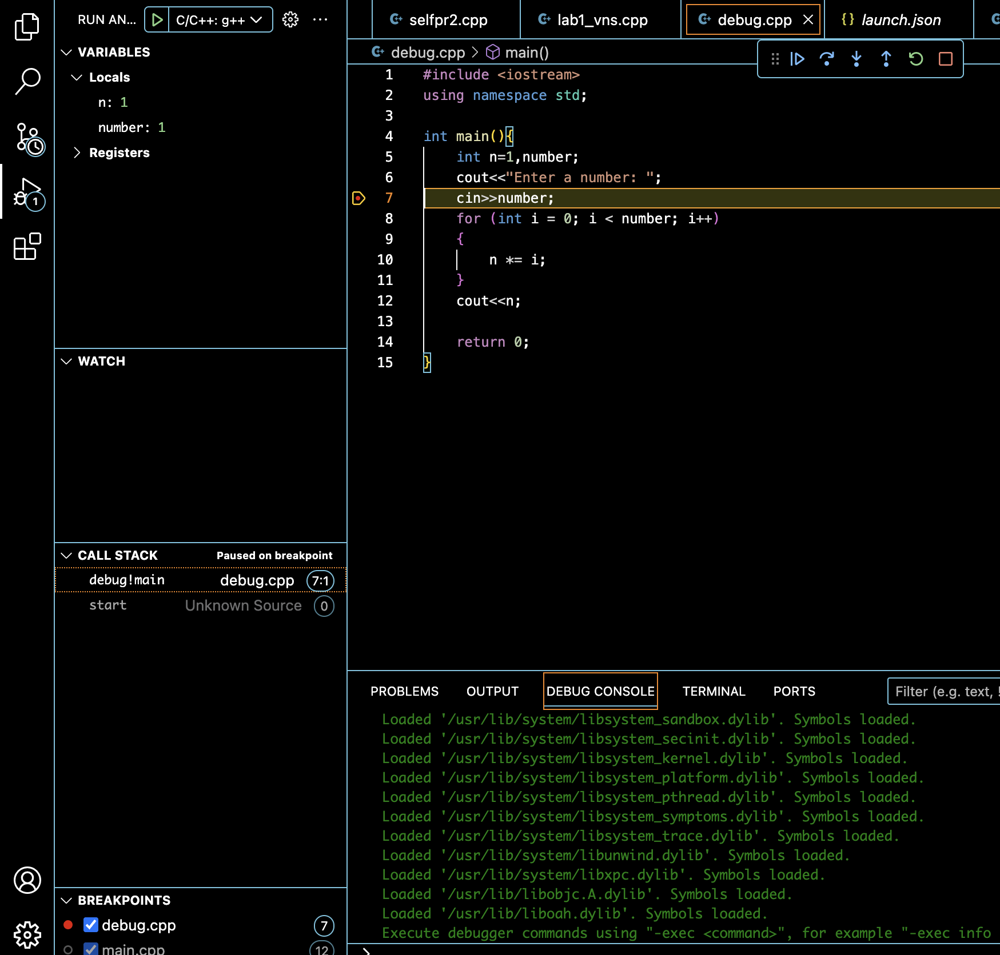 RUN AN...
C/C++: g++
VARIABLES
Locals
n: 1
number: 1
Registers
1
WATCH
CALL STACK
Paused on breakpoint
debug!main debug.cpp 7:1
start Unknown Source 0
BREAKPOINTS
debug.cpp 7
main.cpp 12
selfpr2.cpp
lab1_vns.cpp
debug.cpp
{} launch.json
debug.cpp > main()
1 #include <iostream>
2 using namespace std;
3
4 int main(){
5 int n=1,number;
6 cout<<"Enter a number: ";
7 cin>>number;
8 for (int i = 0; i < number; i++)
9 {
10 n *= i;
11 }
12 cout<<n;
13
14 return 0;
15 }
PROBLEMS OUTPUT DEBUG CONSOLE TERMINAL PORTS
Filter (e.g. text, !
Loaded '/usr/lib/system/libsystem_sandbox.dylib'. Symbols loaded.
Loaded '/usr/lib/system/libsystem_secinit.dylib'. Symbols loaded.
Loaded '/usr/lib/system/libsystem_kernel.dylib'. Symbols loaded.
Loaded '/usr/lib/system/libsystem_platform.dylib'. Symbols loaded.
Loaded '/usr/lib/system/libsystem_pthread.dylib'. Symbols loaded.
Loaded '/usr/lib/system/libsystem_symptoms.dylib'. Symbols loaded.
Loaded '/usr/lib/system/libsystem_trace.dylib'. Symbols loaded.
Loaded '/usr/lib/system/libunwind.dylib'. Symbols loaded.
Loaded '/usr/lib/system/libxpc.dylib'. Symbols loaded.
Loaded '/usr/lib/libobjc.A.dylib'. Symbols loaded.
Loaded '/usr/lib/liboah.dylib'. Symbols loaded.
Execute debugger commands using "-exec <command>", for example "-exec info